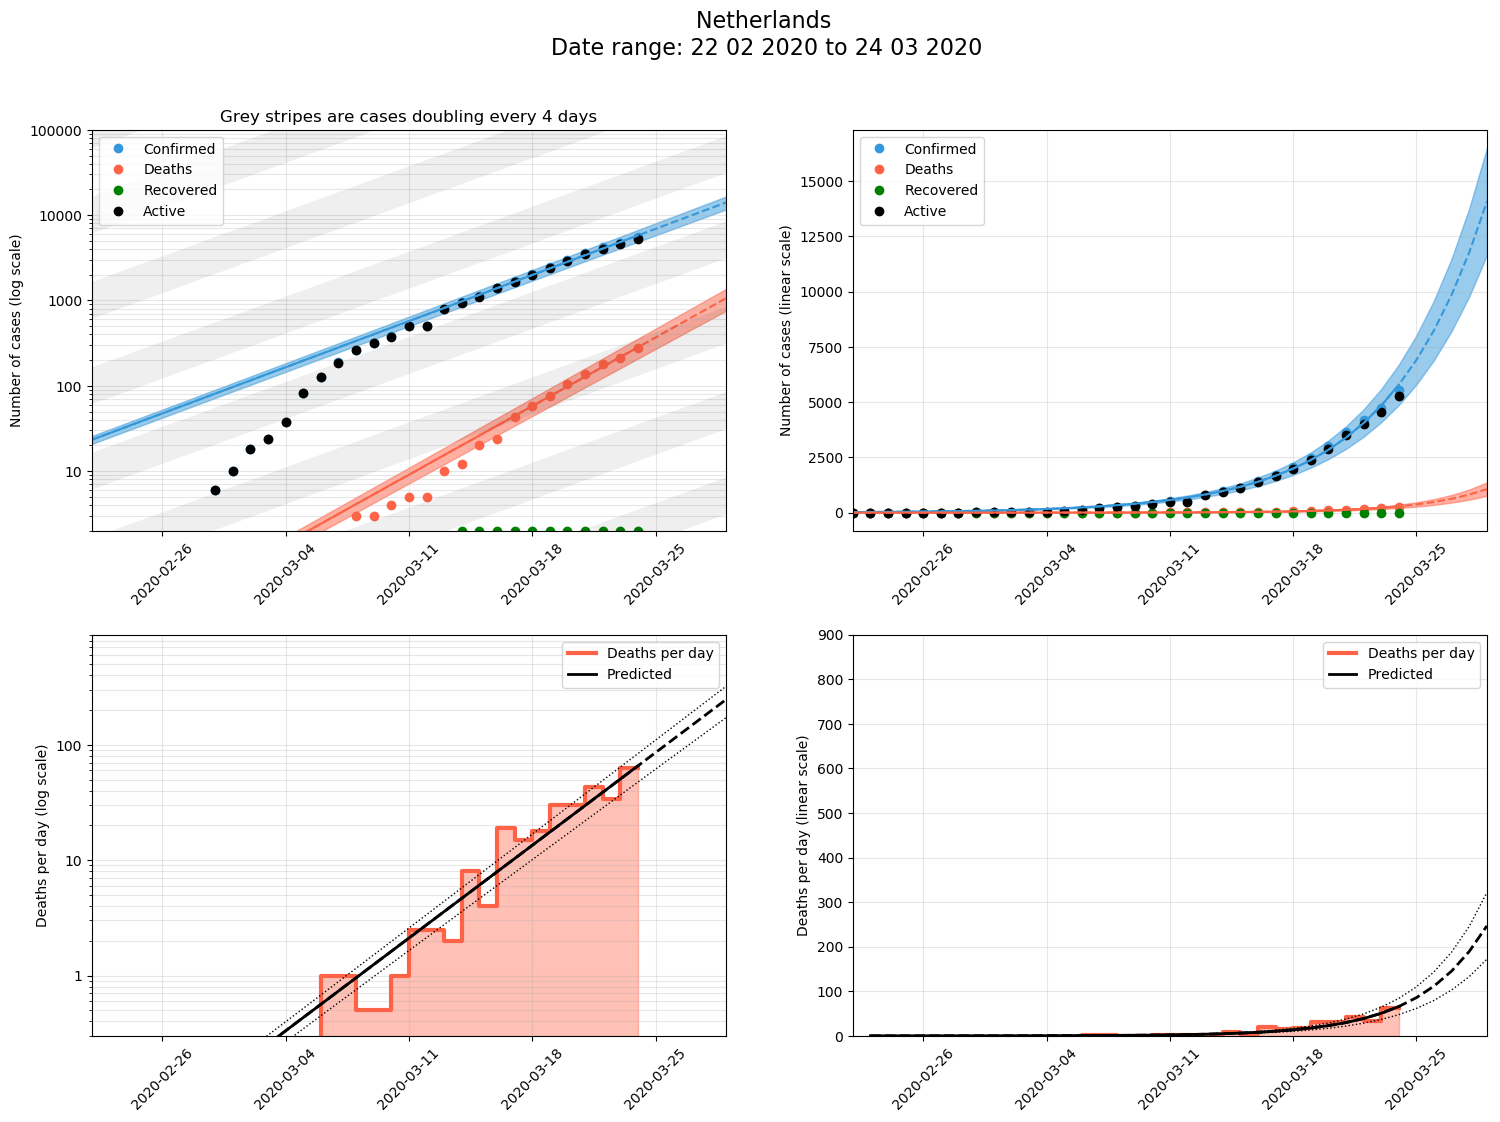 Netherlands
Date range: 22 02 2020 to 24 03 2020
Grey stripes are cases doubling every 4 days
Number of cases (log scale)
100000
10000
1000
100
10
Confirmed
Deaths
Recovered
Active
2020-02-26
2020-03-04
2020-03-11
2020-03-18
2020-03-25
Number of cases (linear scale)
15000
12500
10000
7500
5000
2500
0
Confirmed
Deaths
Recovered
Active
2020-02-26
2020-03-04
2020-03-11
2020-03-18
2020-03-25
Deaths per day (log scale)
100
10
1
Deaths per day
Predicted
2020-02-26
2020-03-04
2020-03-11
2020-03-18
2020-03-25
Deaths per day (linear scale)
900
800
700
600
500
400
300
200
100
0
Deaths per day
Predicted
2020-02-26
2020-03-04
2020-03-11
2020-03-18
2020-03-25